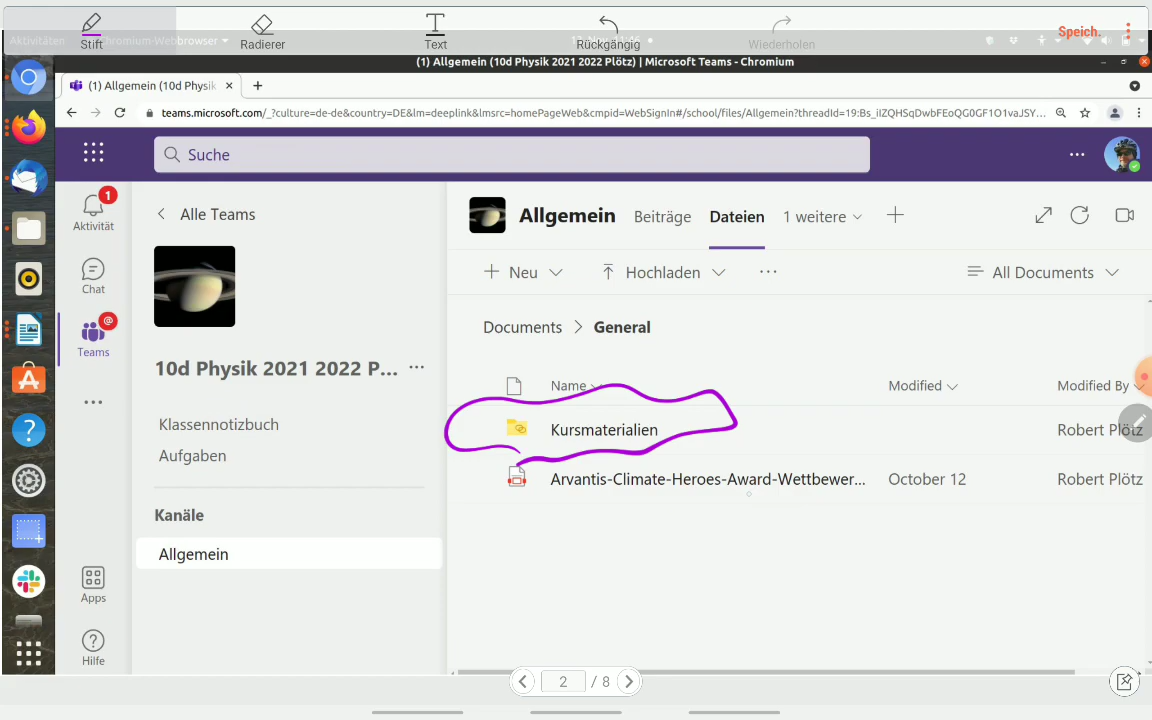 Stift
Radierer
Text
Rückgängig
Wiederholen
Speich.
Aktivitäten
Chromium-Webbrowser
(1) Allgemein (10d Physik 2021 2022 Plötz) | Microsoft Teams - Chromium
(1) Allgemein (10d Physik
teams.microsoft.com/_?culture=de-de&country=DE&lm=deeplink&lmsrc=homePageWeb&cmpid=WebSignIn#/school/files/Allgemein?threadId=19:Bs_iIZQHSqDwbFEoQG0GF1O1vaJSY...
Suche
1
Aktivität
Chat
@
Teams
Apps
Hilfe
Alle Teams
10d Physik 2021 2022 P...
Klassennotizbuch
Aufgaben
Kanäle
Allgemein
Allgemein Beiträge Dateien 1 weitere
Neu Hochladen All Documents
Documents > General
Name Modified Modified By
Kursmaterialien Robert Plötz
Arvantis-Climate-Heroes-Award-Wettbewer... October 12 Robert Plötz
2 / 8